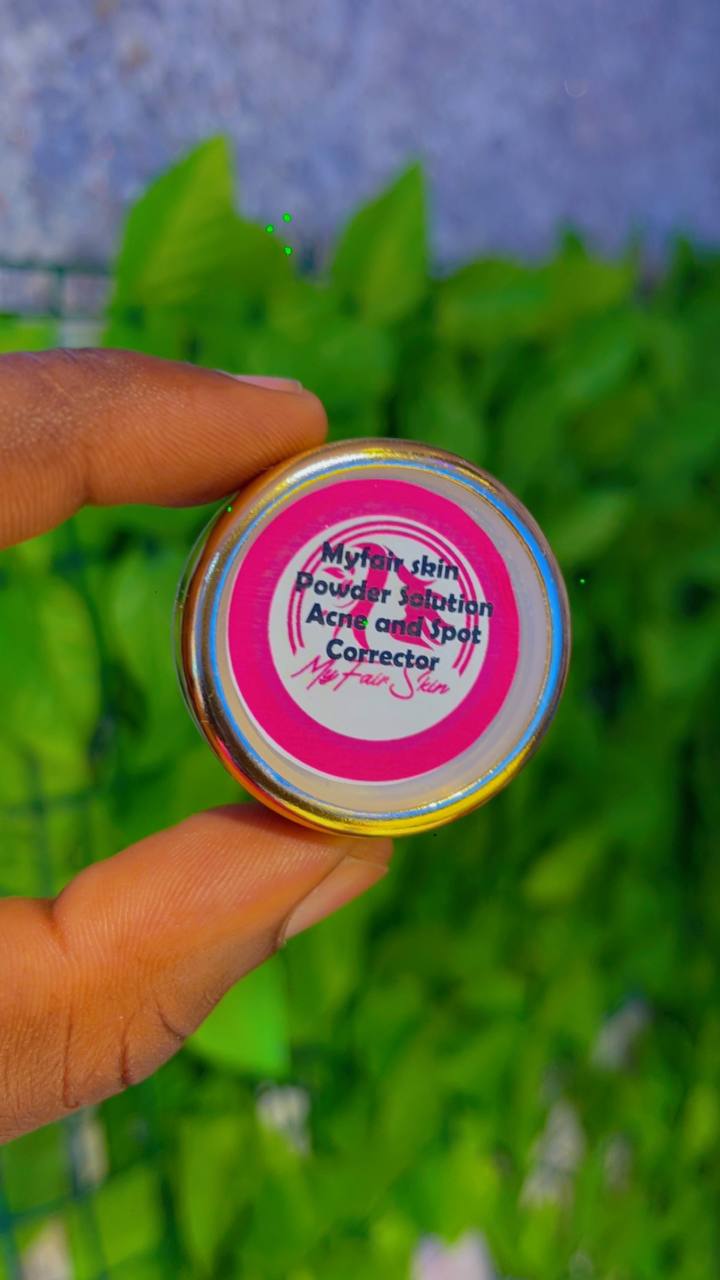 Myfair skin
Powder Solution
Acne and Spot
Corrector
My Fair Skin